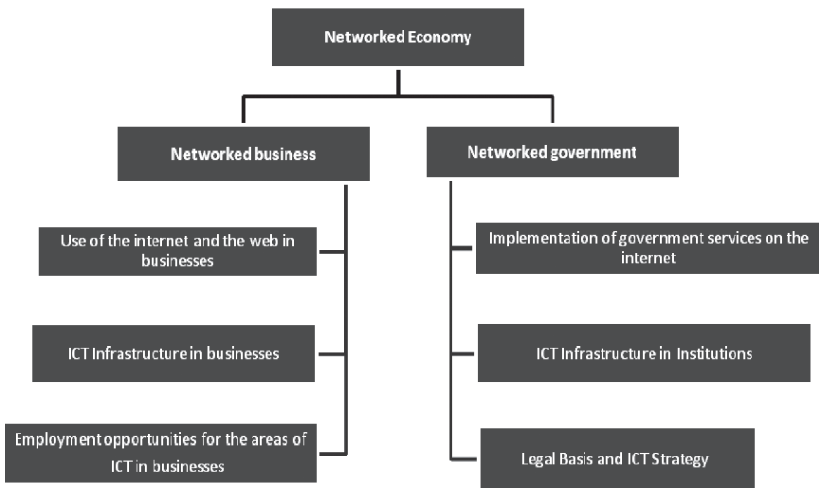 Networked Economy
Networked business
Networked government
Use of the internet and the web in
businesses
Implementation of government services on the
internet
ICT Infrastructure in businesses
ICT Infrastructure in Institutions
Employment opportunities for the areas of
ICT in businesses
Legal Basis and ICT Strategy